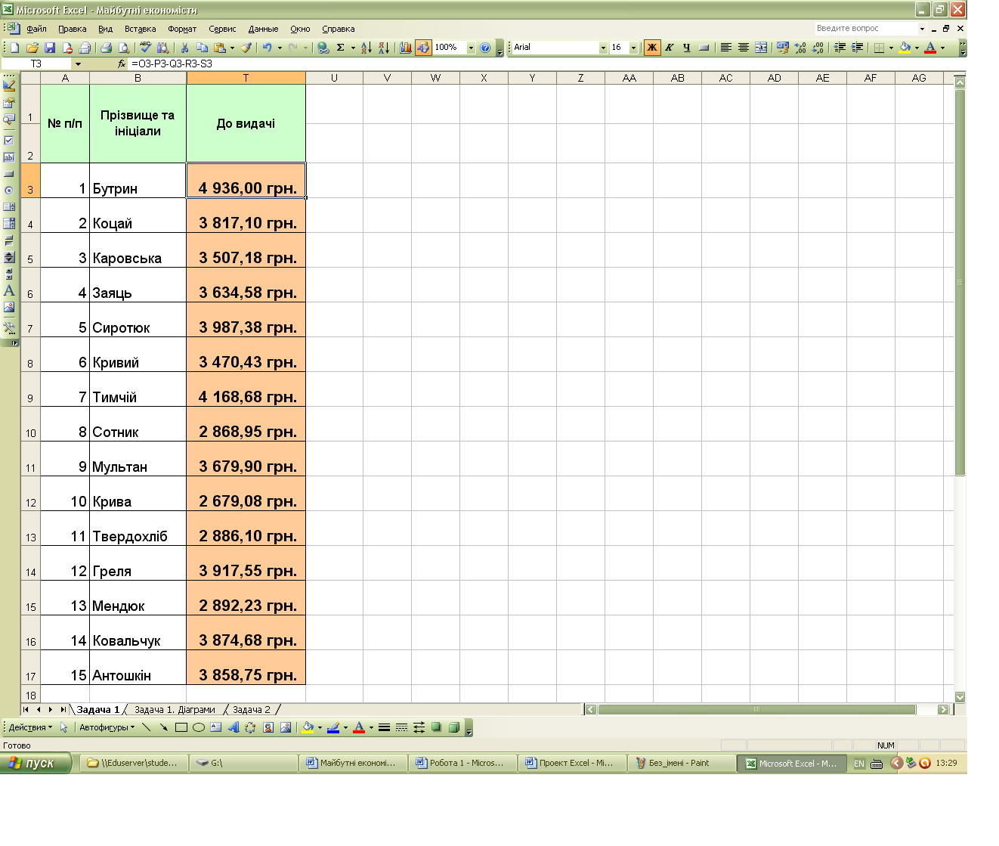 Microsoft Excel - Майбутні економісти
Файл Правка Вид Вставка Формат Сервис Данные Окно Справка Введите вопрос
100% Arial 16 Ж К Ч
T3 fx =O3-P3-Q3-R3-S3
A B T U V W X Y Z AA AB AC AD AE AF AG
1 № п/п Прізвище та ініціали До видачі
2
3 1 Бутрин 4 936,00 грн.
4 2 Коцай 3 817,10 грн.
5 3 Каровська 3 507,18 грн.
6 4 Заяць 3 634,58 грн.
7 5 Сиротюк 3 987,38 грн.
8 6 Кривий 3 470,43 грн.
9 7 Тимчій 4 168,68 грн.
10 8 Сотник 2 868,95 грн.
11 9 Мультан 3 679,90 грн.
12 10 Крива 2 679,08 грн.
13 11 Твердохліб 2 886,10 грн.
14 12 Греля 3 917,55 грн.
15 13 Мендюк 2 892,23 грн.
16 14 Ковальчук 3 874,68 грн.
17 15 Антошкін 3 858,75 грн.
18
Задача 1 Задача 1. Діаграми Задача 2
Действия Автофигуры
Готово NUM
пуск \\Eduserver\stude... G:\ Майбутні економі... Робота 1 - Micros... Проект Excel - Mi... Без_імені - Paint Microsoft Excel - М... EN 13:29